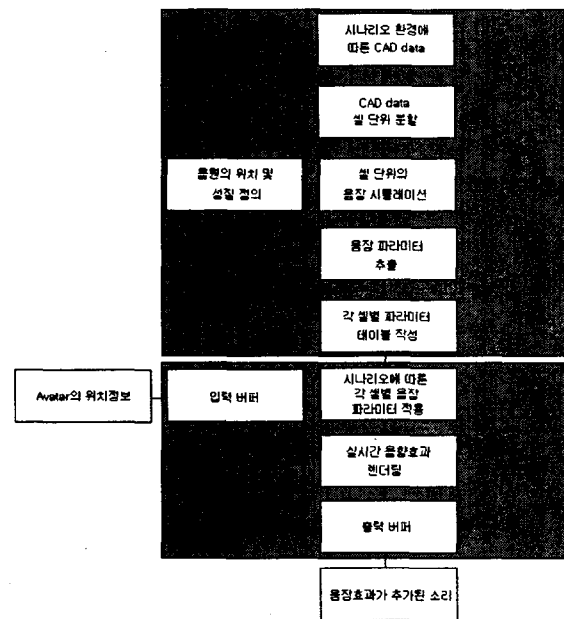 시나리오 환경에
따른 CAD data
CAD data
셀 단위 분할
음원의 위치 및
성질 정의
셀 단위의
음장 시뮬레이션
음장 파라미터
추출
각 셀별 파라미터
테이블 작성
Avatar의 위치정보
입력 버퍼
시나리오에 따른
각 셀별 음장
파라미터 적용
실시간 음향효과
렌더링
출력 버퍼
음장효과가 추가된 소리